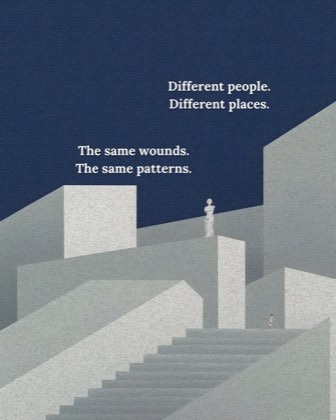 Different people.
Different places.
The same wounds.
The same patterns.